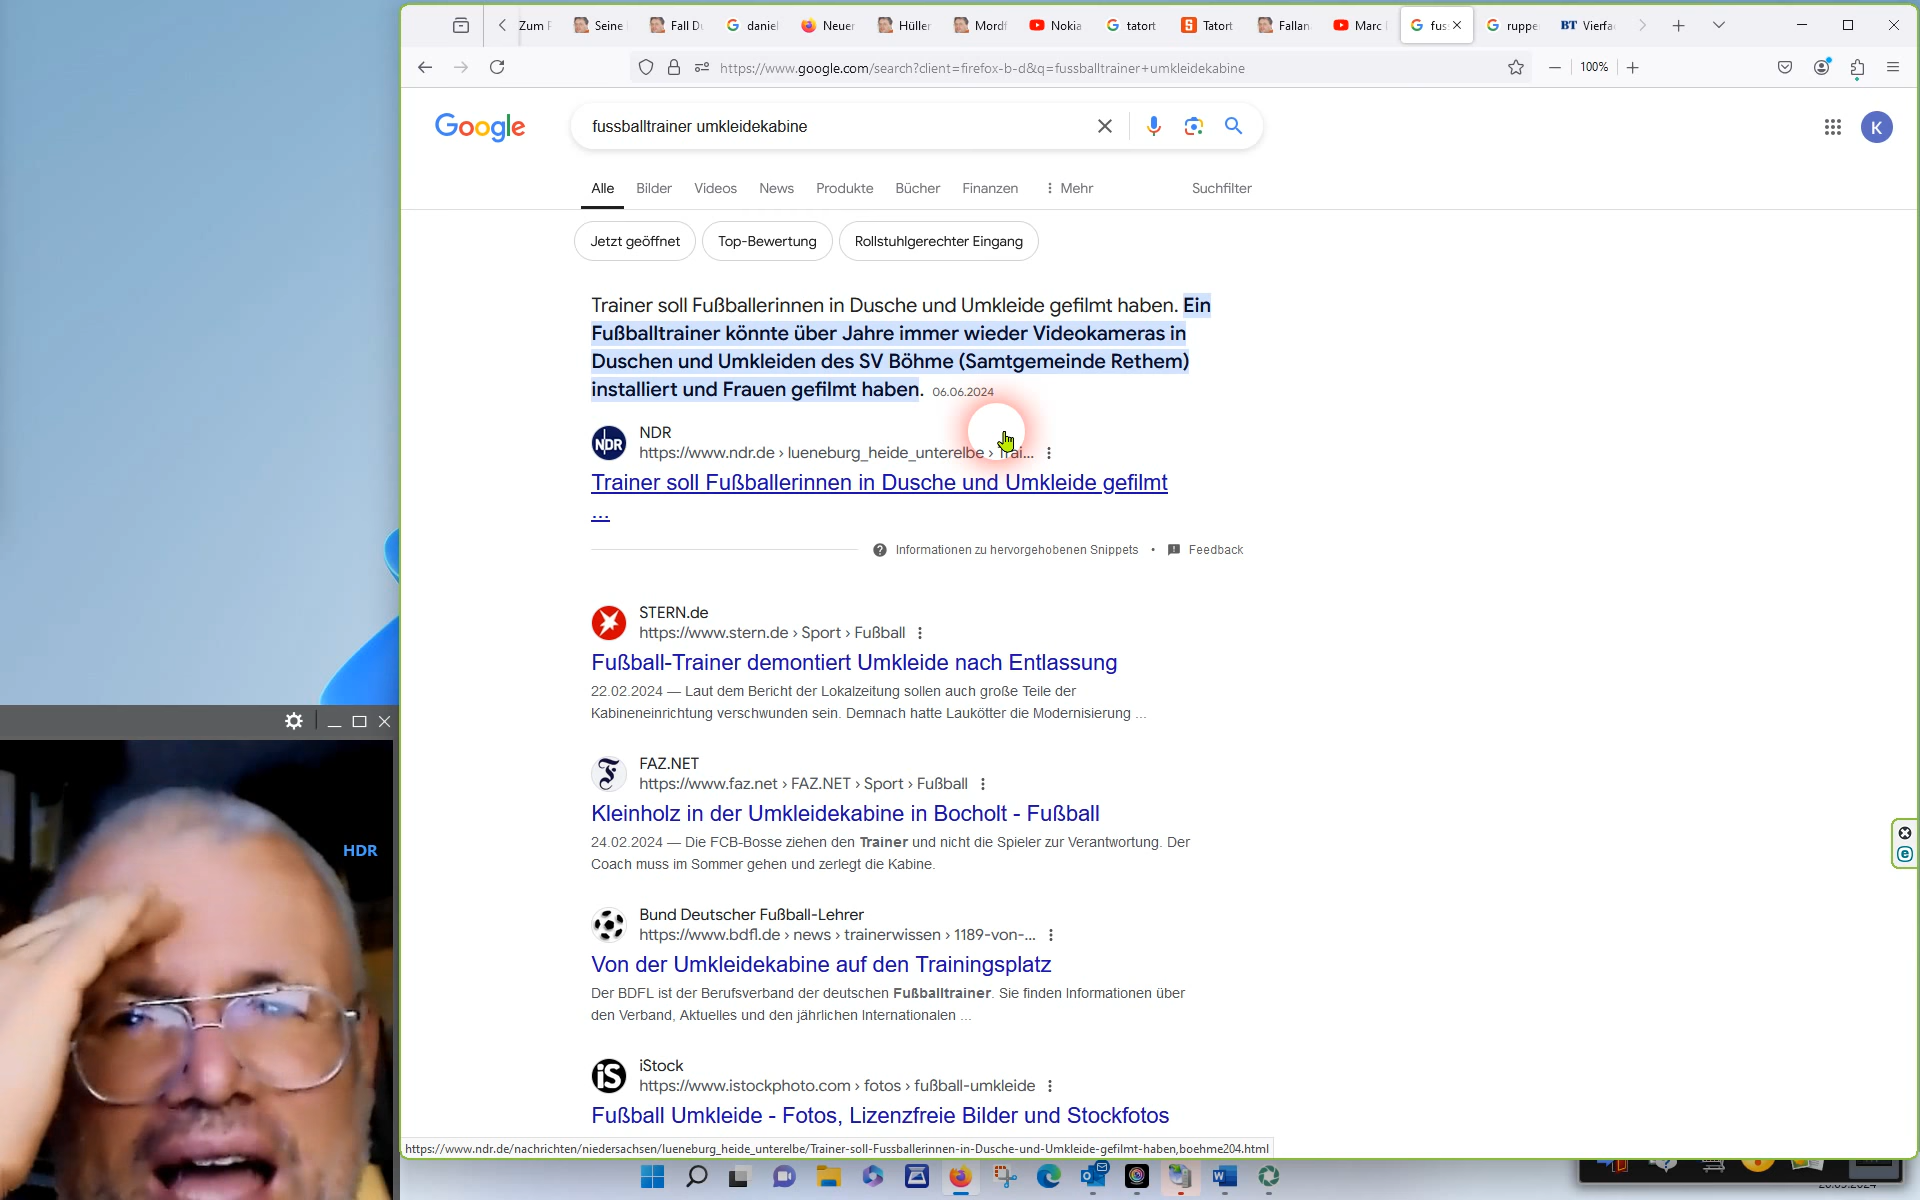 Zum F
Seine
Fall Du
daniel
Neuer
Hüller
Mordf
Nokia
tatort
Tatort
Fallan
Marc
fus
ruppe
BT Vierfa
https://www.google.com/search?client=firefox-b-d&q=fussballtrainer+umkleidekabine
100%
Google
fussballtrainer umkleidekabine
K
Alle
Bilder
Videos
News
Produkte
Bücher
Finanzen
Mehr
Suchfilter
Jetzt geöffnet
Top-Bewertung
Rollstuhlgerechter Eingang
Trainer soll Fußballerinnen in Dusche und Umkleide gefilmt haben. Ein
Fußballtrainer könnte über Jahre immer wieder Videokameras in
Duschen und Umkleiden des SV Böhme (Samtgemeinde Rethem)
installiert und Frauen gefilmt haben. 06.06.2024
NDR
NDR
https://www.ndr.de › lueneburg_heide_unterelbe › Trai...
Trainer soll Fußballerinnen in Dusche und Umkleide gefilmt
...
Informationen zu hervorgehobenen Snippets • Feedback
STERN.de
https://www.stern.de › Sport › Fußball
Fußball-Trainer demontiert Umkleide nach Entlassung
22.02.2024 — Laut dem Bericht der Lokalzeitung sollen auch große Teile der
Kabineneinrichtung verschwunden sein. Demnach hatte Laukötter die Modernisierung ...
FAZ.NET
https://www.faz.net › FAZ.NET › Sport › Fußball
Kleinholz in der Umkleidekabine in Bocholt - Fußball
24.02.2024 — Die FCB-Bosse ziehen den Trainer und nicht die Spieler zur Verantwortung. Der
Coach muss im Sommer gehen und zerlegt die Kabine.
HDR
Bund Deutscher Fußball-Lehrer
https://www.bdfl.de › news › trainerwissen › 1189-von-...
Von der Umkleidekabine auf den Trainingsplatz
Der BDFL ist der Berufsverband der deutschen Fußballtrainer. Sie finden Informationen über
den Verband, Aktuelles und den jährlichen Internationalen ...
iS
iStock
https://www.istockphoto.com › fotos › fußball-umkleide
Fußball Umkleide - Fotos, Lizenzfreie Bilder und Stockfotos
https://www.ndr.de/nachrichten/niedersachsen/lueneburg_heide_unterelbe/Trainer-soll-Fussballerinnen-in-Dusche-und-Umkleide-gefilmt-haben,boehme204.html